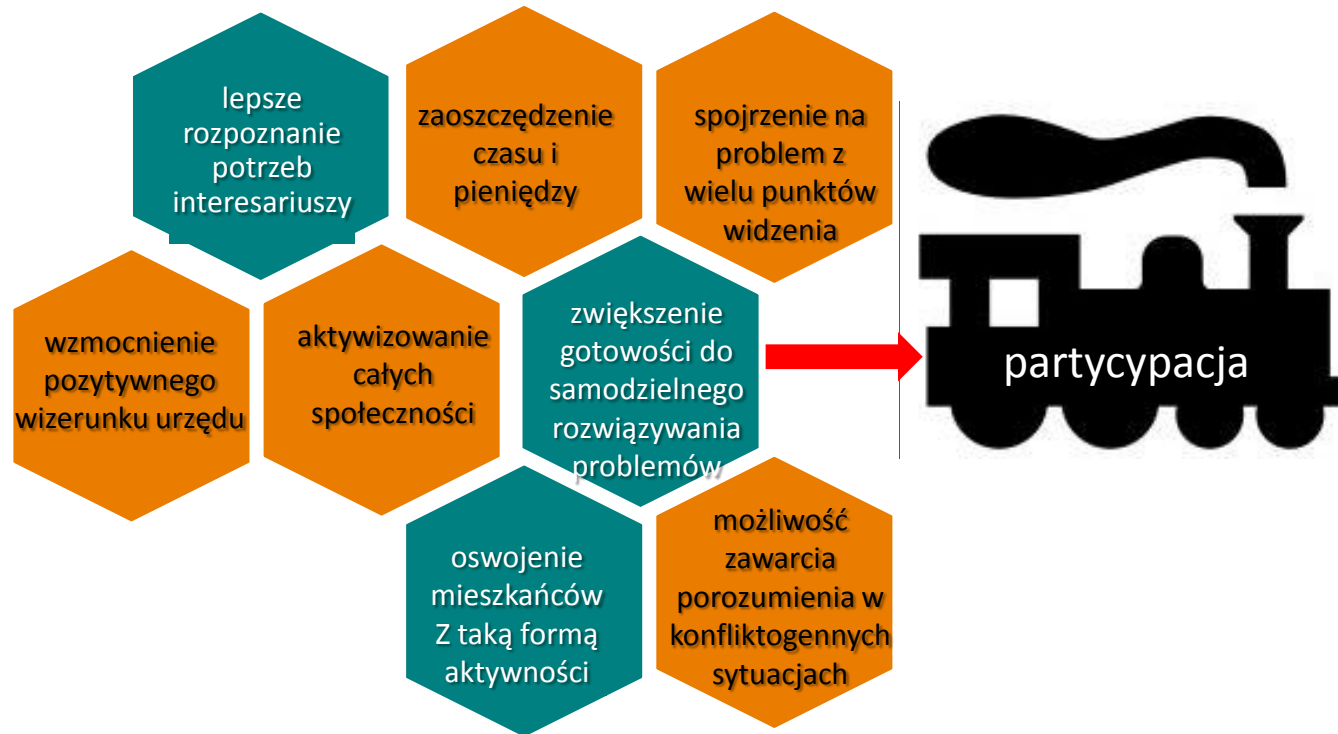 lepsze
rozpoznanie
potrzeb
interesariuszy
zaoszczędzenie
czasu i
pieniędzy
spojrzenie na
problem z
wielu punktów
widzenia
wzmocnienie
pozytywnego
wizerunku urzędu
aktywizowanie
całych
społeczności
zwiększenie
gotowości do
samodzielnego
rozwiązywania
problemów
partycypacja
oswojenie
mieszkańców
Z taką formą
aktywności
możliwość
zawarcia
porozumienia w
konfliktogennych
sytuacjach